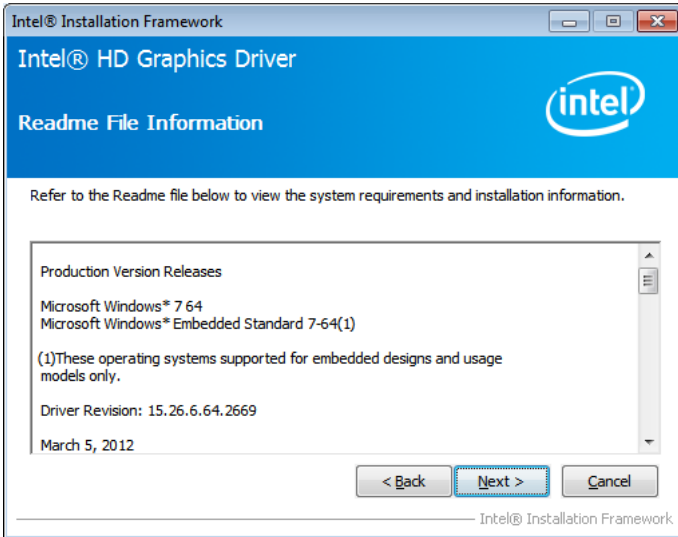 Intel® Installation Framework
Intel® HD Graphics Driver
intel
Readme File Information
Refer to the Readme file below to view the system requirements and installation information.
Production Version Releases
Microsoft Windows* 7 64
Microsoft Windows* Embedded Standard 7-64(1)
(1)These operating systems supported for embedded designs and usage
models only.
Driver Revision: 15.26.6.64.2669
March 5, 2012
< Back Next > Cancel
Intel® Installation Framework